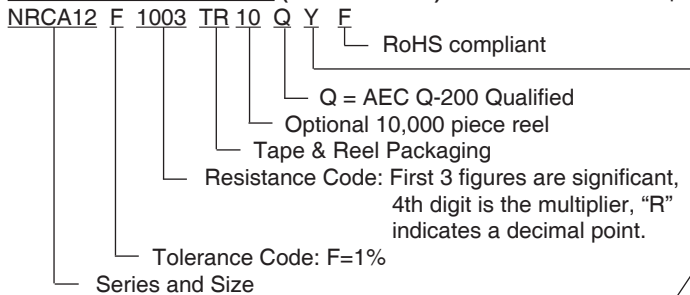 NRCA12 F 1003 TR 10 Q Y F
RoHS compliant
Q = AEC Q-200 Qualified
Optional 10,000 piece reel
Tape & Reel Packaging
Resistance Code: First 3 figures are significant,
4th digit is the multiplier, “R”
indicates a decimal point.
Tolerance Code: F=1%
Series and Size